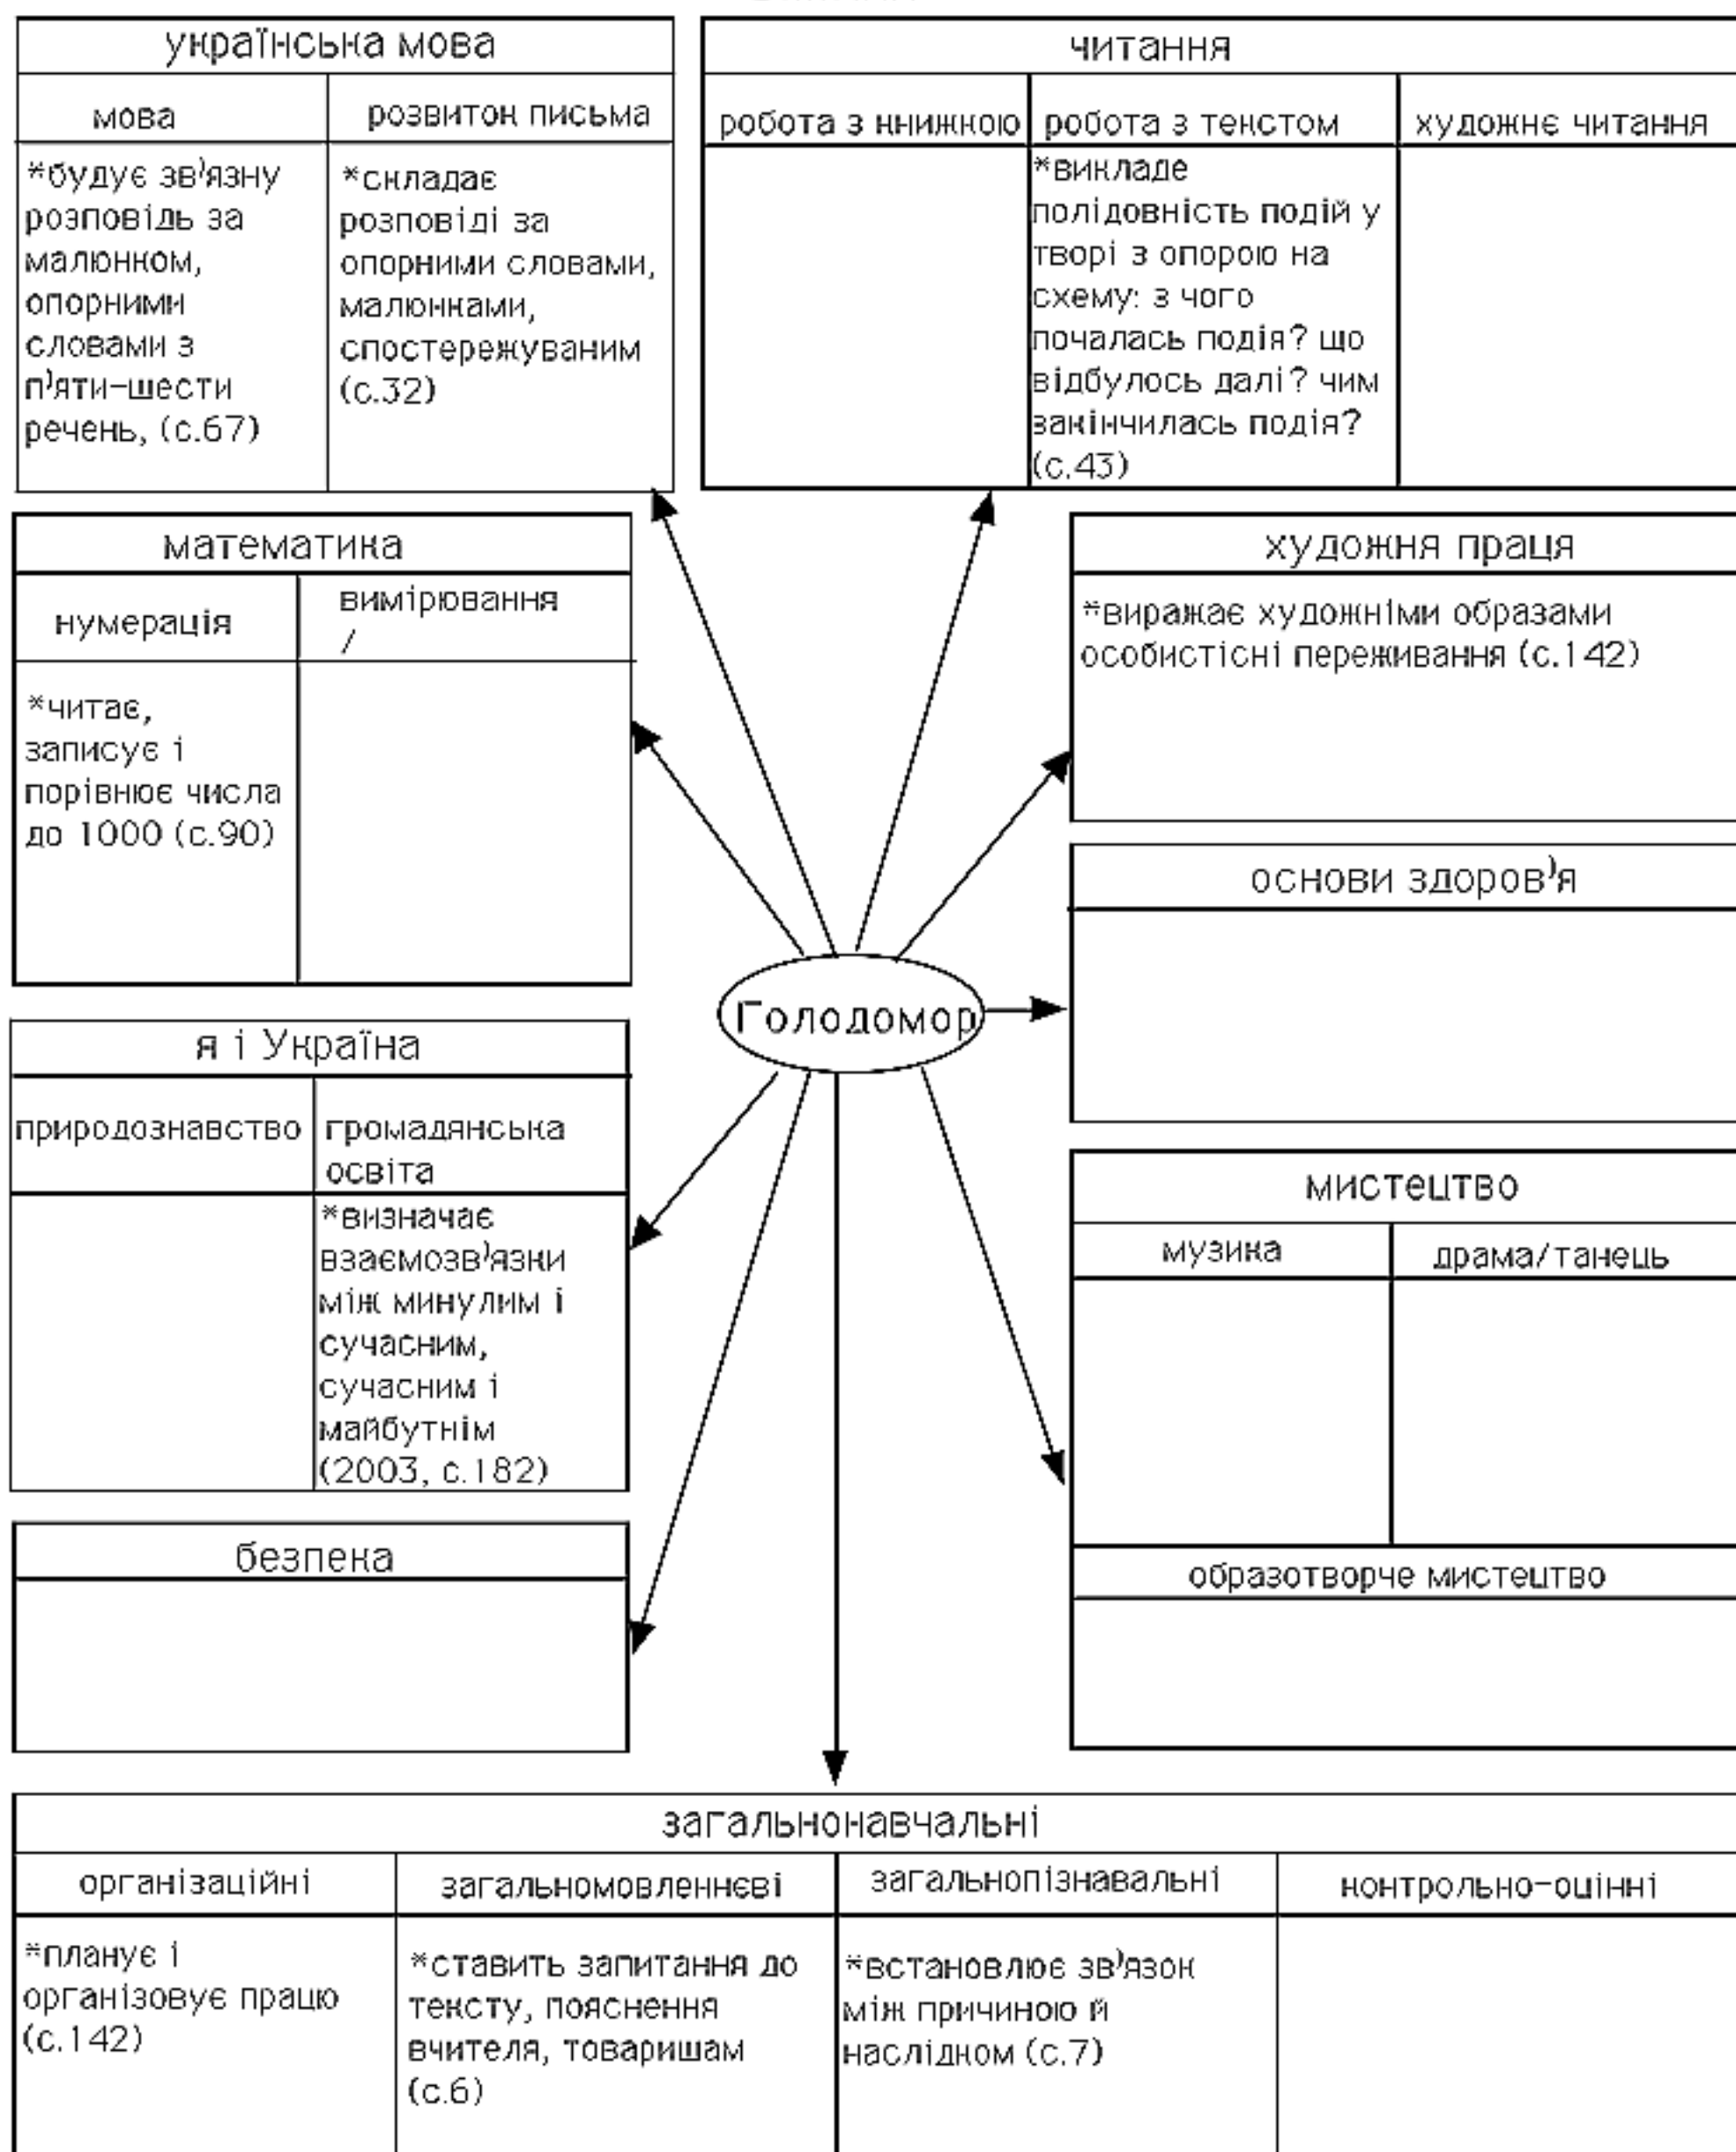 українська мова
мова
розвиток письма
*будує зв'язну
розповідь за
малюнком,
опорними
словами з
п'яти-шести
речень, (с.67)
*складає
розповіді за
опорними словами,
малюнками,
спостережуваним
(с.32)
читання
робота з книжкою
робота з текстом
художнє читання
*викладе
полідовність подій у
творі з опорою на
схему: з чого
почалась подія? що
відбулось далі? чим
закінчилась подія?
(с.43)
математика
нумерація
вимірювання
/
*читає,
записує і
порівнює числа
до 1000 (с.90)
художня праця
*виражає художніми образами
особистісні переживання (с.142)
основи здоров'я
Голодомор
я і Україна
природознавство
громадянська
освіта
*визначає
взаємозв'язки
між минулим і
сучасним,
сучасним і
майбутнім
(2003, с.182)
мистецтво
музика
драма/танець
образотворче мистецтво
безпека
загальнонавчальні
організаційні
загальномовленнєві
загальнопізнавальні
контрольно-оцінні
*планує і
організовує працю
(с.142)
*ставить запитання до
тексту, пояснення
вчителя, товаришам
(с.6)
*встановлює зв'язок
між причиною й
наслідком (с.7)